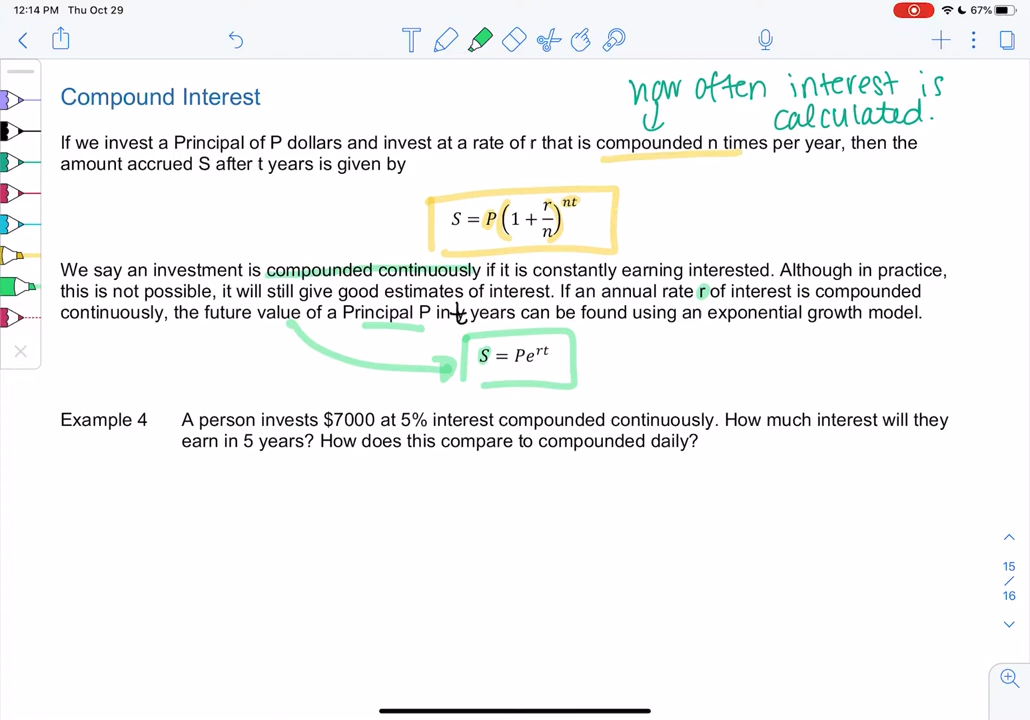 12:14 PM Thu Oct 29
67%
how often interest is
calculated.
Compound Interest
If we invest a Principal of P dollars and invest at a rate of r that is compounded n times per year, then the
amount accrued S after t years is given by
S = P(1 + r/n)^nt
We say an investment is compounded continuously if it is constantly earning interested. Although in practice,
this is not possible, it will still give good estimates of interest. If an annual rate r of interest is compounded
continuously, the future value of a Principal P in t years can be found using an exponential growth model.
S = Pe^rt
Example 4 A person invests $7000 at 5% interest compounded continuously. How much interest will they
earn in 5 years? How does this compare to compounded daily?
15
/
16